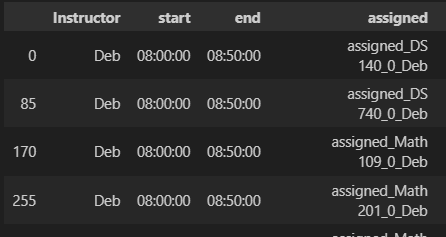 Instructor start end assigned
0 Deb 08:00:00 08:50:00 assigned_DS
140_0_Deb
85 Deb 08:00:00 08:50:00 assigned_DS
740_0_Deb
170 Deb 08:00:00 08:50:00 assigned_Math
109_0_Deb
255 Deb 08:00:00 08:50:00 assigned_Math
201_0_Deb
assigned_Math